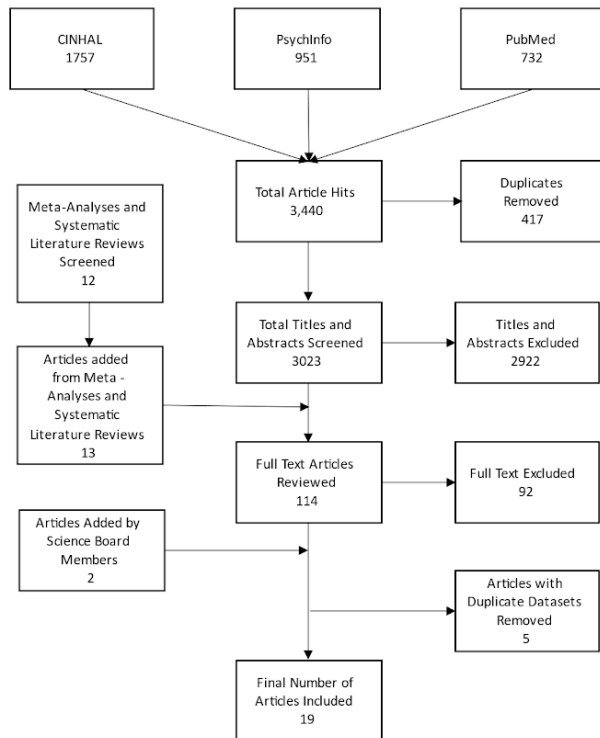 CINHAL
1757
PsychInfo
951
PubMed
732
Total Article Hits
3,440
Duplicates
Removed
417
Meta-Analyses and
Systematic
Literature Reviews
Screened
12
Total Titles and
Abstracts Screened
3023
Titles and
Abstracts Excluded
2922
Articles added
from Meta -
Analyses and
Systematic
Literature Reviews
13
Full Text Articles
Reviewed
114
Full Text Excluded
92
Articles Added by
Science Board
Members
2
Articles with
Duplicate Datasets
Removed
5
Final Number of
Articles Included
19